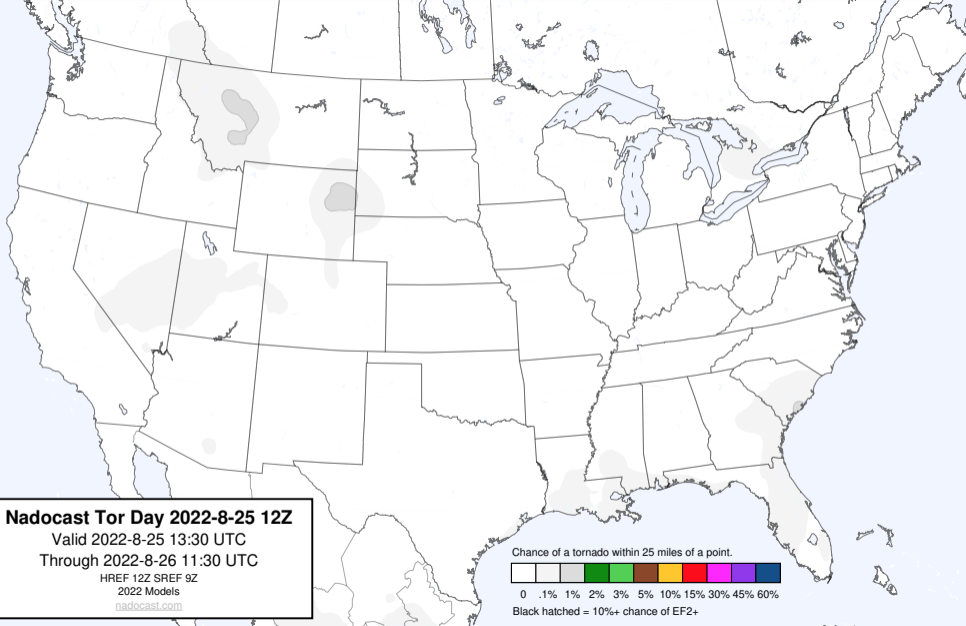 Nadocast Tor Day 2022-8-25 12Z
Valid 2022-8-25 13:30 UTC
Through 2022-8-26 11:30 UTC
HREF 12Z SREF 9Z
2022 Models
nadocast.com
Chance of a tornado within 25 miles of a point.
0 .1% 1% 2% 3% 5% 10% 15% 30% 45% 60%
Black hatched = 10%+ chance of EF2+